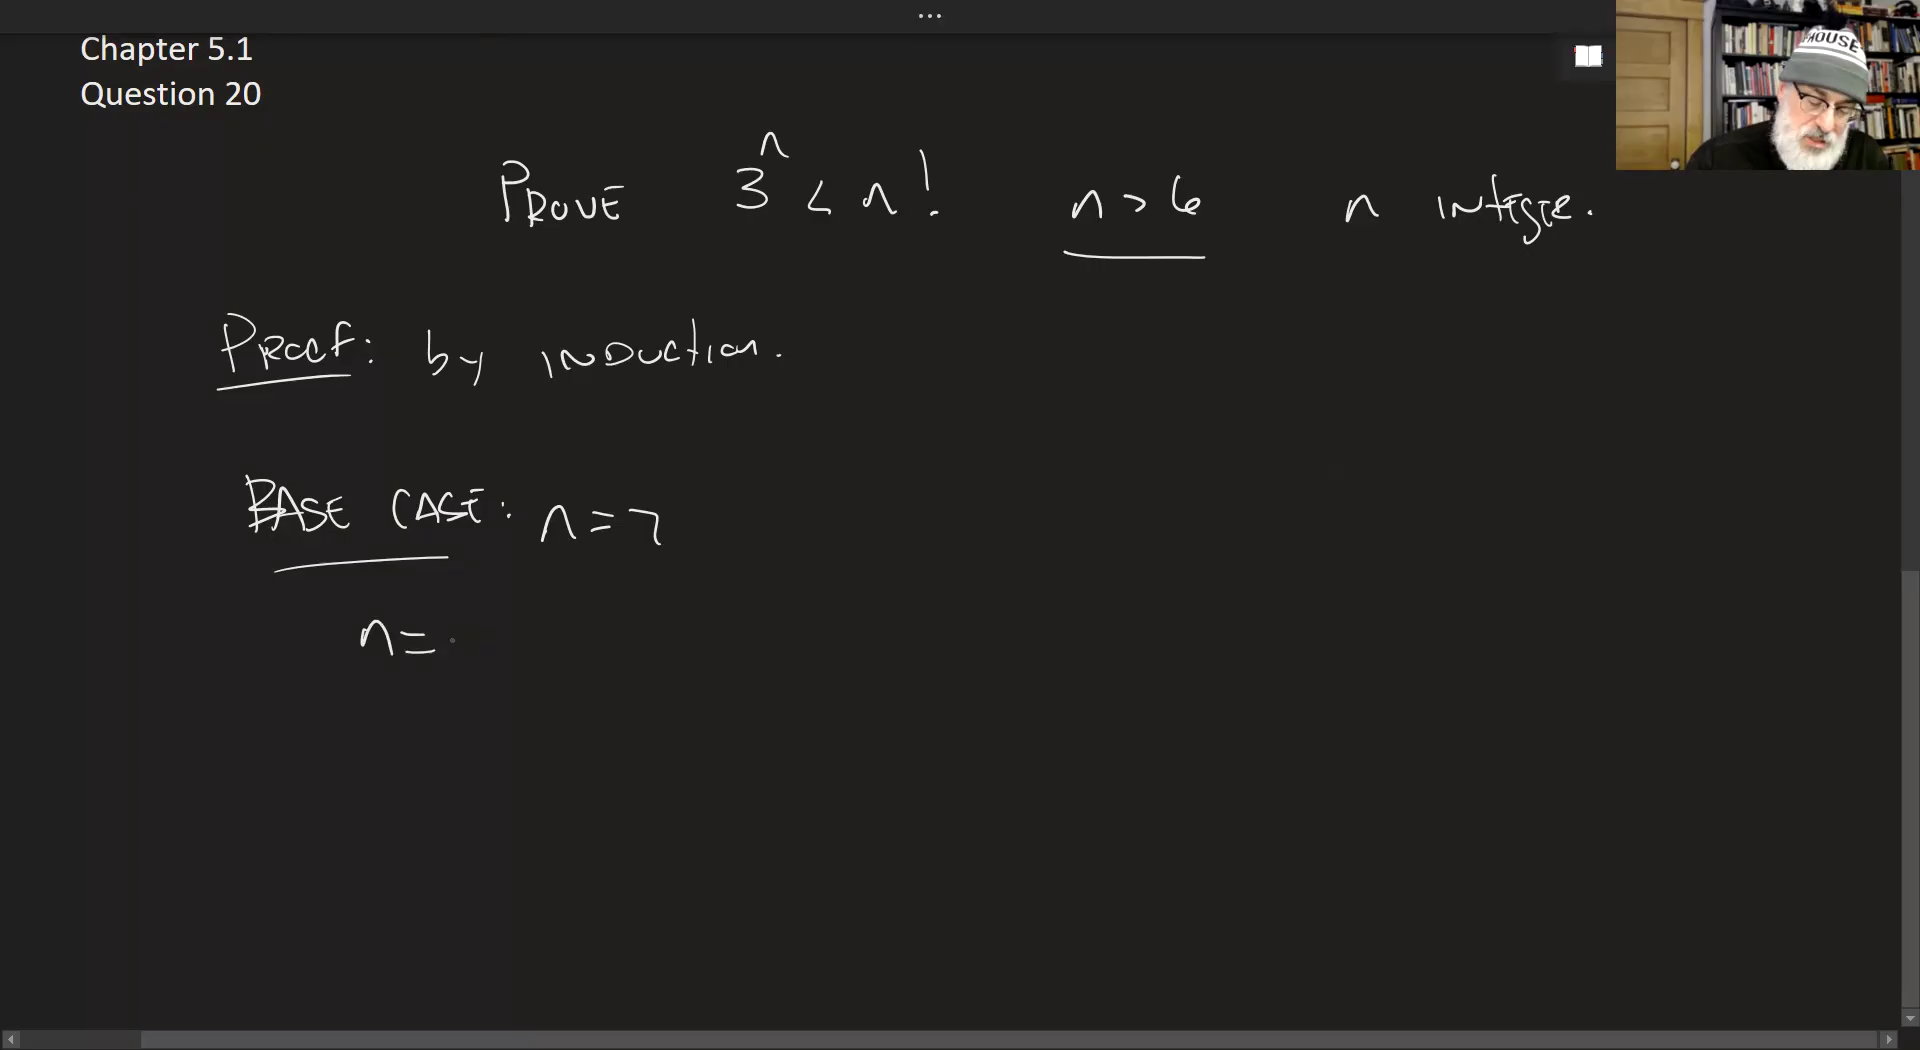 Chapter 5.1
Question 20
PROVE 3^n < n! n > 6 n integer.
Proof: by INDUCTION.
BASE CASE: n = 7
n =